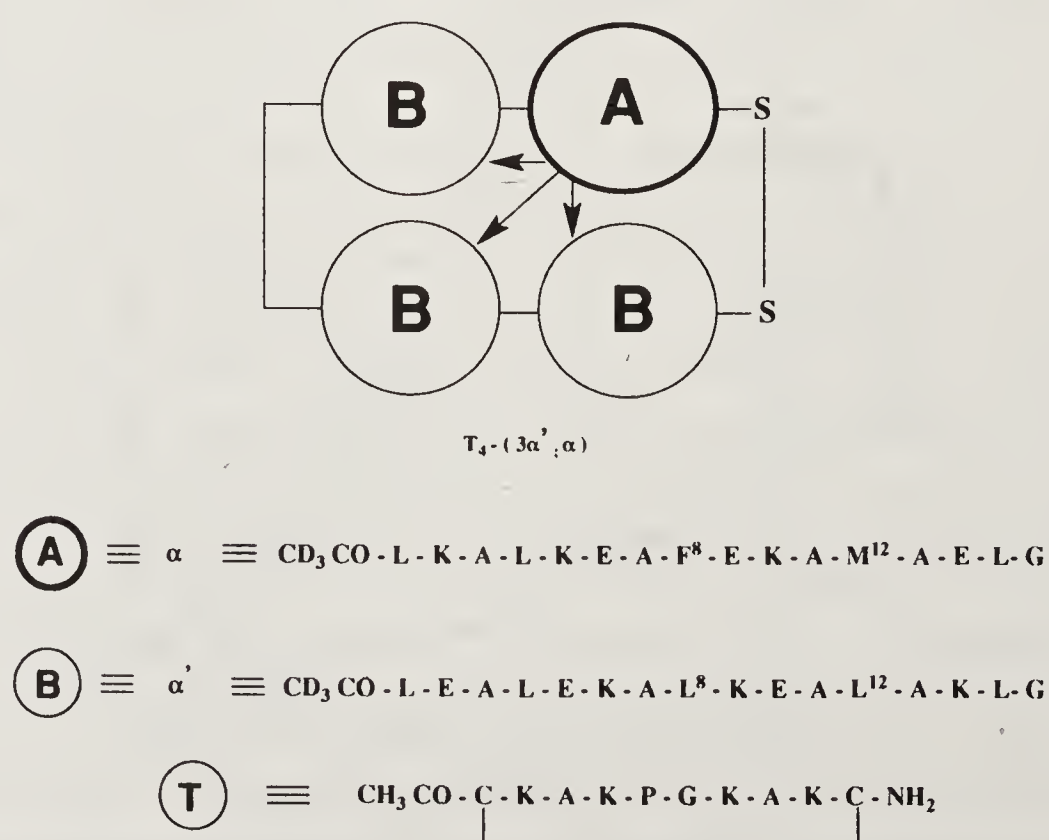 B A S
B B S
T₄-(3α';α)
A ≡ α ≡ CD₃CO-L-K-A-L-K-E-A-F⁸-E-K-A-M¹²-A-E-L-G
B ≡ α' ≡ CD₃CO-L-E-A-L-E-K-A-L⁸-K-E-A-L¹²-A-K-L-G
T ≡ CH₃CO-C-K-A-K-P-G-K-A-K-C-NH₂